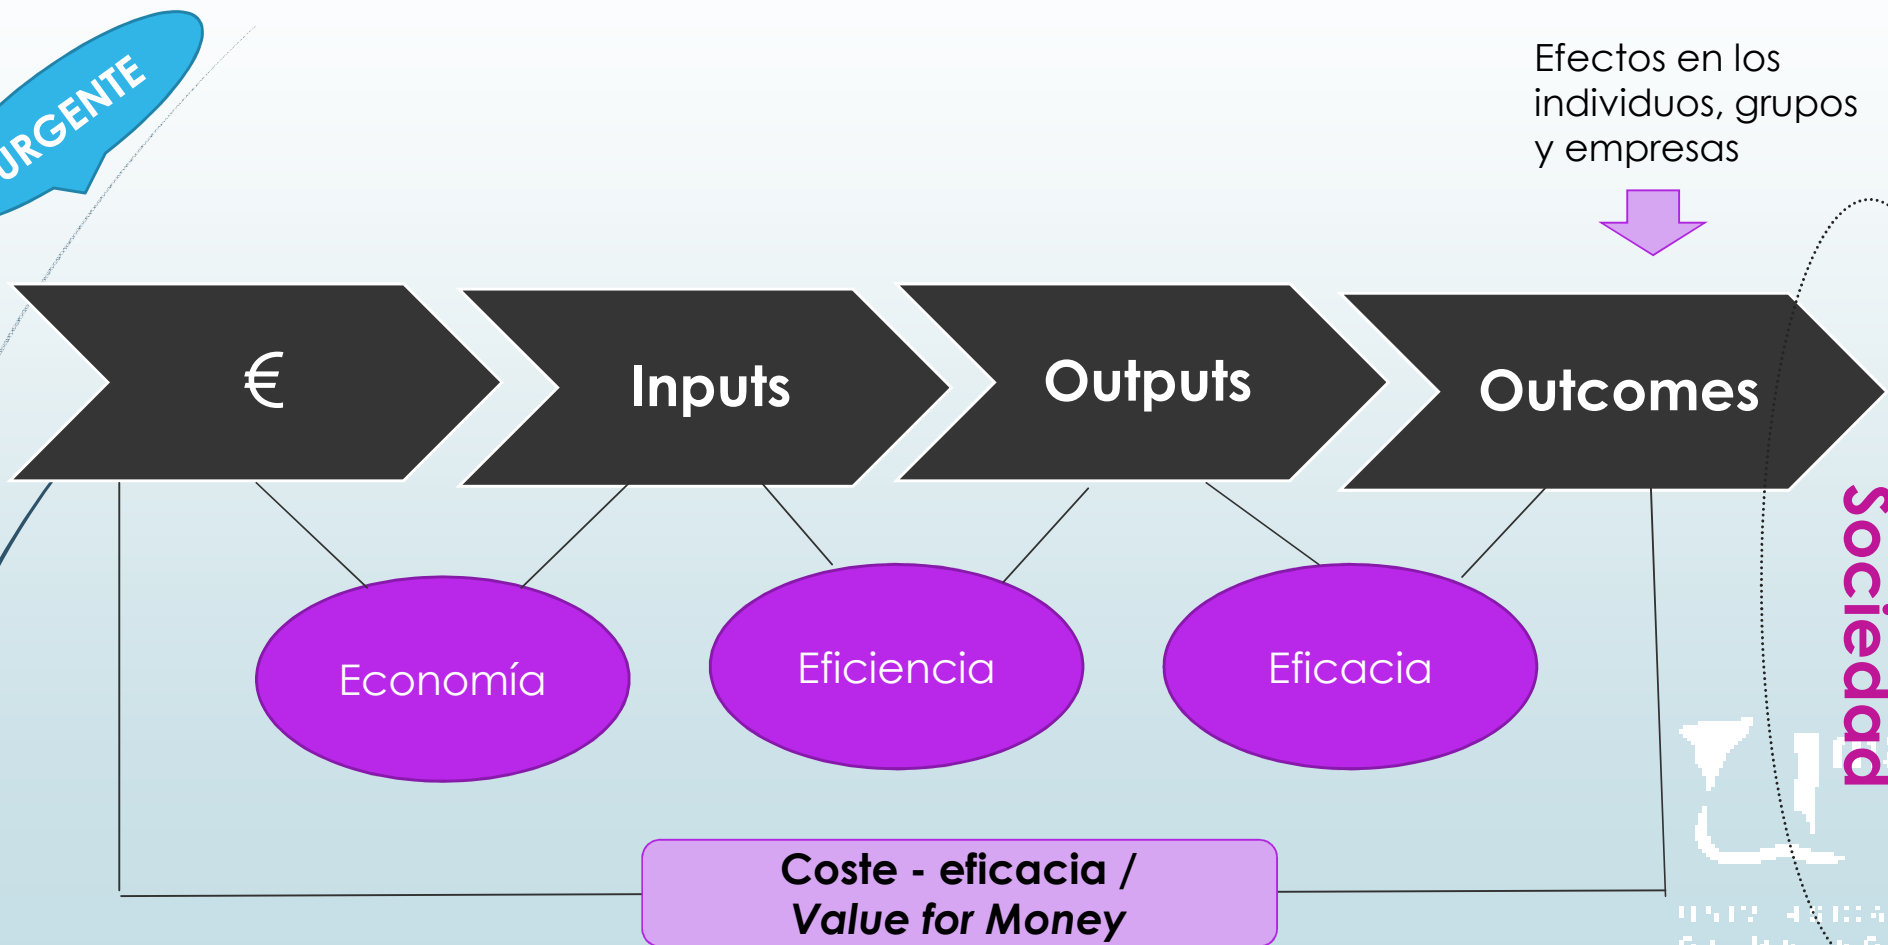 URGENTE
Efectos en los
individuos, grupos
y empresas
€
Inputs
Outputs
Outcomes
Sociedad
Economía
Eficiencia
Eficacia
Coste - eficacia /
Value for Money